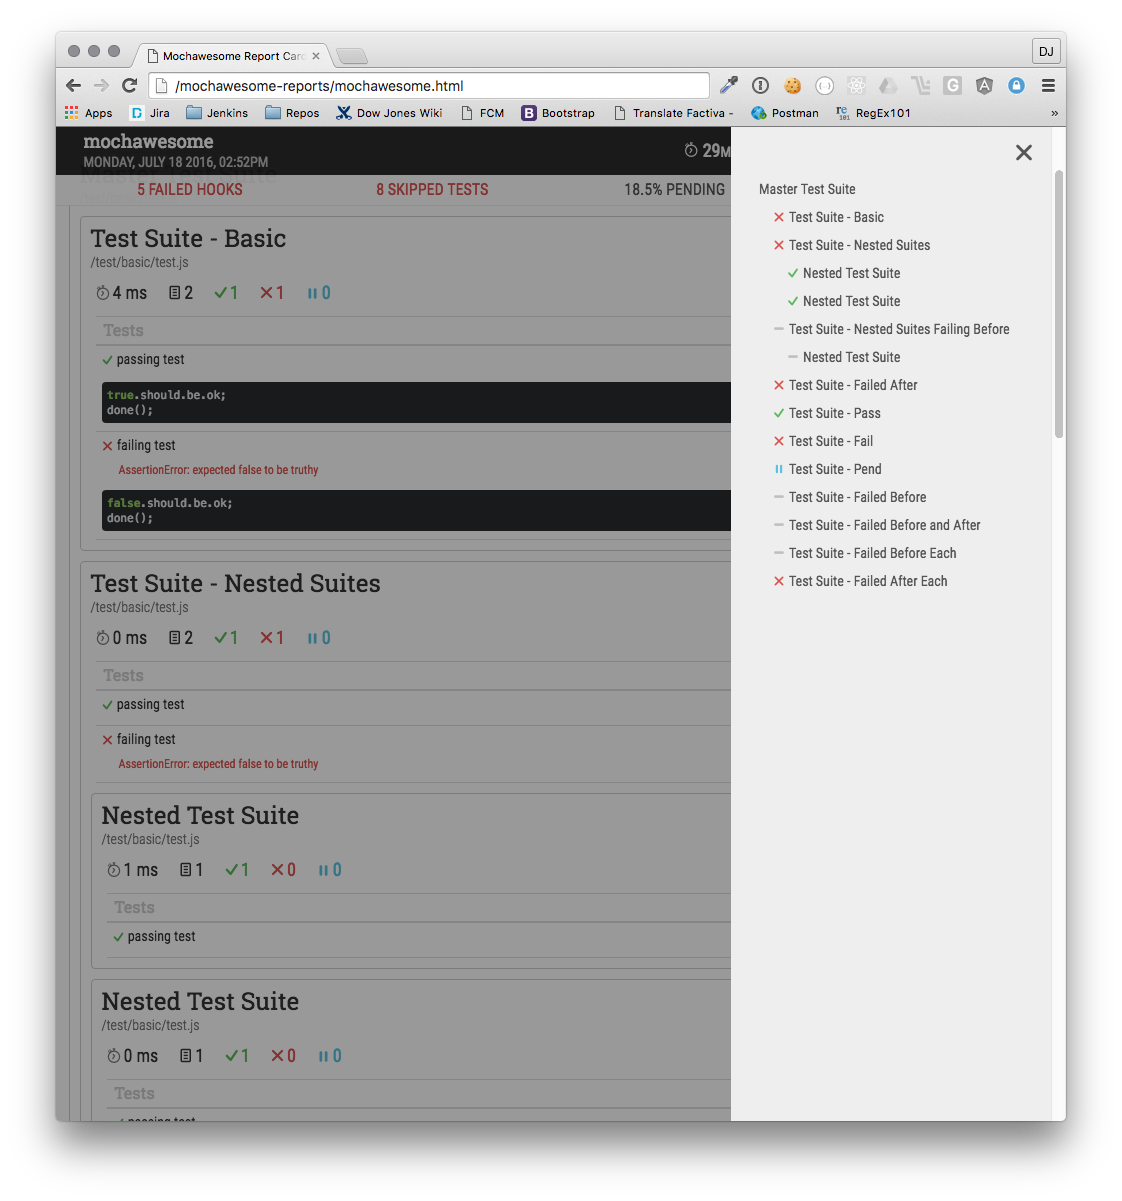 Mochawesome Report Card
DJ
/mochawesome-reports/mochawesome.html
Apps Jira Jenkins Repos Dow Jones Wiki FCM Bootstrap Translate Factiva - Postman RegEx101 »
mochawesome
MONDAY, JULY 18 2016, 02:52PM
29M
Master Test Suite
5 FAILED HOOKS 8 SKIPPED TESTS 18.5% PENDING
Test Suite - Basic
/test/basic/test.js
4 ms 2 1 1 0
Tests
passing test
true.should.be.ok;
done();
failing test
AssertionError: expected false to be truthy
false.should.be.ok;
done();
Test Suite - Nested Suites
/test/basic/test.js
0 ms 2 1 1 0
Tests
passing test
failing test
AssertionError: expected false to be truthy
Nested Test Suite
/test/basic/test.js
1 ms 1 1 0 0
Tests
passing test
Nested Test Suite
/test/basic/test.js
0 ms 1 1 0 0
Tests
passing test
Master Test Suite
Test Suite - Basic
Test Suite - Nested Suites
Nested Test Suite
Nested Test Suite
Test Suite - Nested Suites Failing Before
Nested Test Suite
Test Suite - Failed After
Test Suite - Pass
Test Suite - Fail
Test Suite - Pend
Test Suite - Failed Before
Test Suite - Failed Before and After
Test Suite - Failed Before Each
Test Suite - Failed After Each